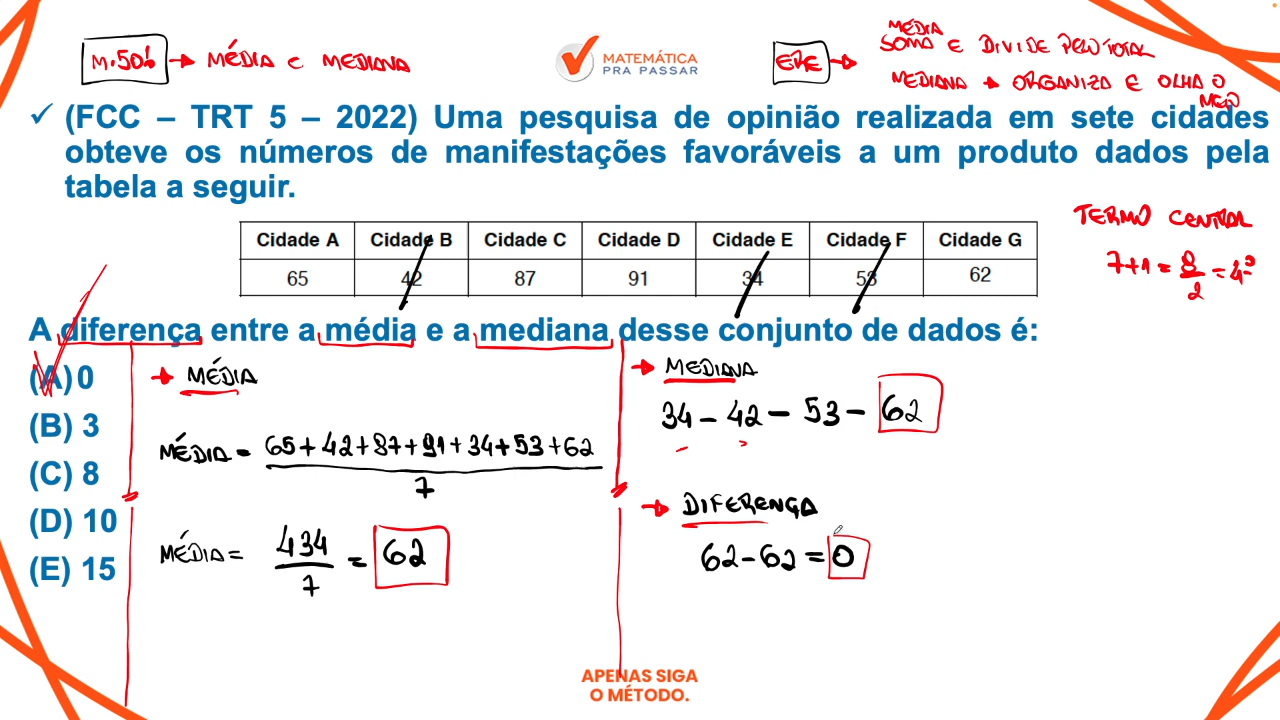 M.50% → MÉDIA E MEDIANA
MATEMÁTICA
PRA PASSAR
EPE → MÉDIA
SOMA E DIVIDE PELO TOTAL
MEDIANA → ORGANIZA E OLHA O
MEIO
✓ (FCC – TRT 5 – 2022) Uma pesquisa de opinião realizada em sete cidades
obteve os números de manifestações favoráveis a um produto dados pela
tabela a seguir.
TERMO CENTRAL
7+1 = 8/2 = 4º
Cidade A Cidade B Cidade C Cidade D Cidade E Cidade F Cidade G
65 42 87 91 34 53 62
A diferença entre a média e a mediana desse conjunto de dados é:
(A) 0
(B) 3
(C) 8
(D) 10
(E) 15
→ MÉDIA
MÉDIA = 65+42+87+91+34+53+62
7
MÉDIA = 434/7 = 62
→ MEDIANA
34 – 42 – 53 – 62
→ DIFERENÇA
62-62 = 0
APENAS SIGA
O MÉTODO.